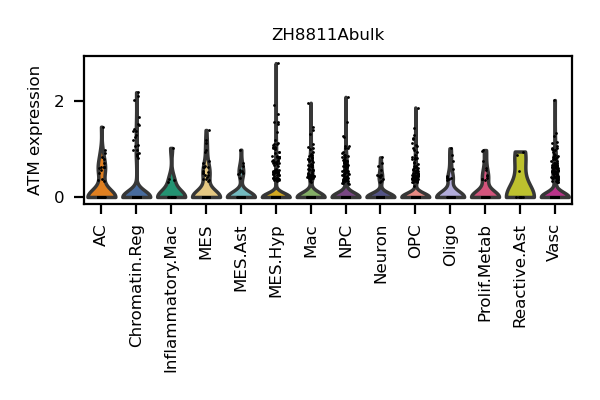 ZH8811Abulk
ATM expression
2
0
AC
Chromatin.Reg
Inflammatory.Mac
MES
MES.Ast
MES.Hyp
Mac
NPC
Neuron
OPC
Oligo
Prolif.Metab
Reactive.Ast
Vasc